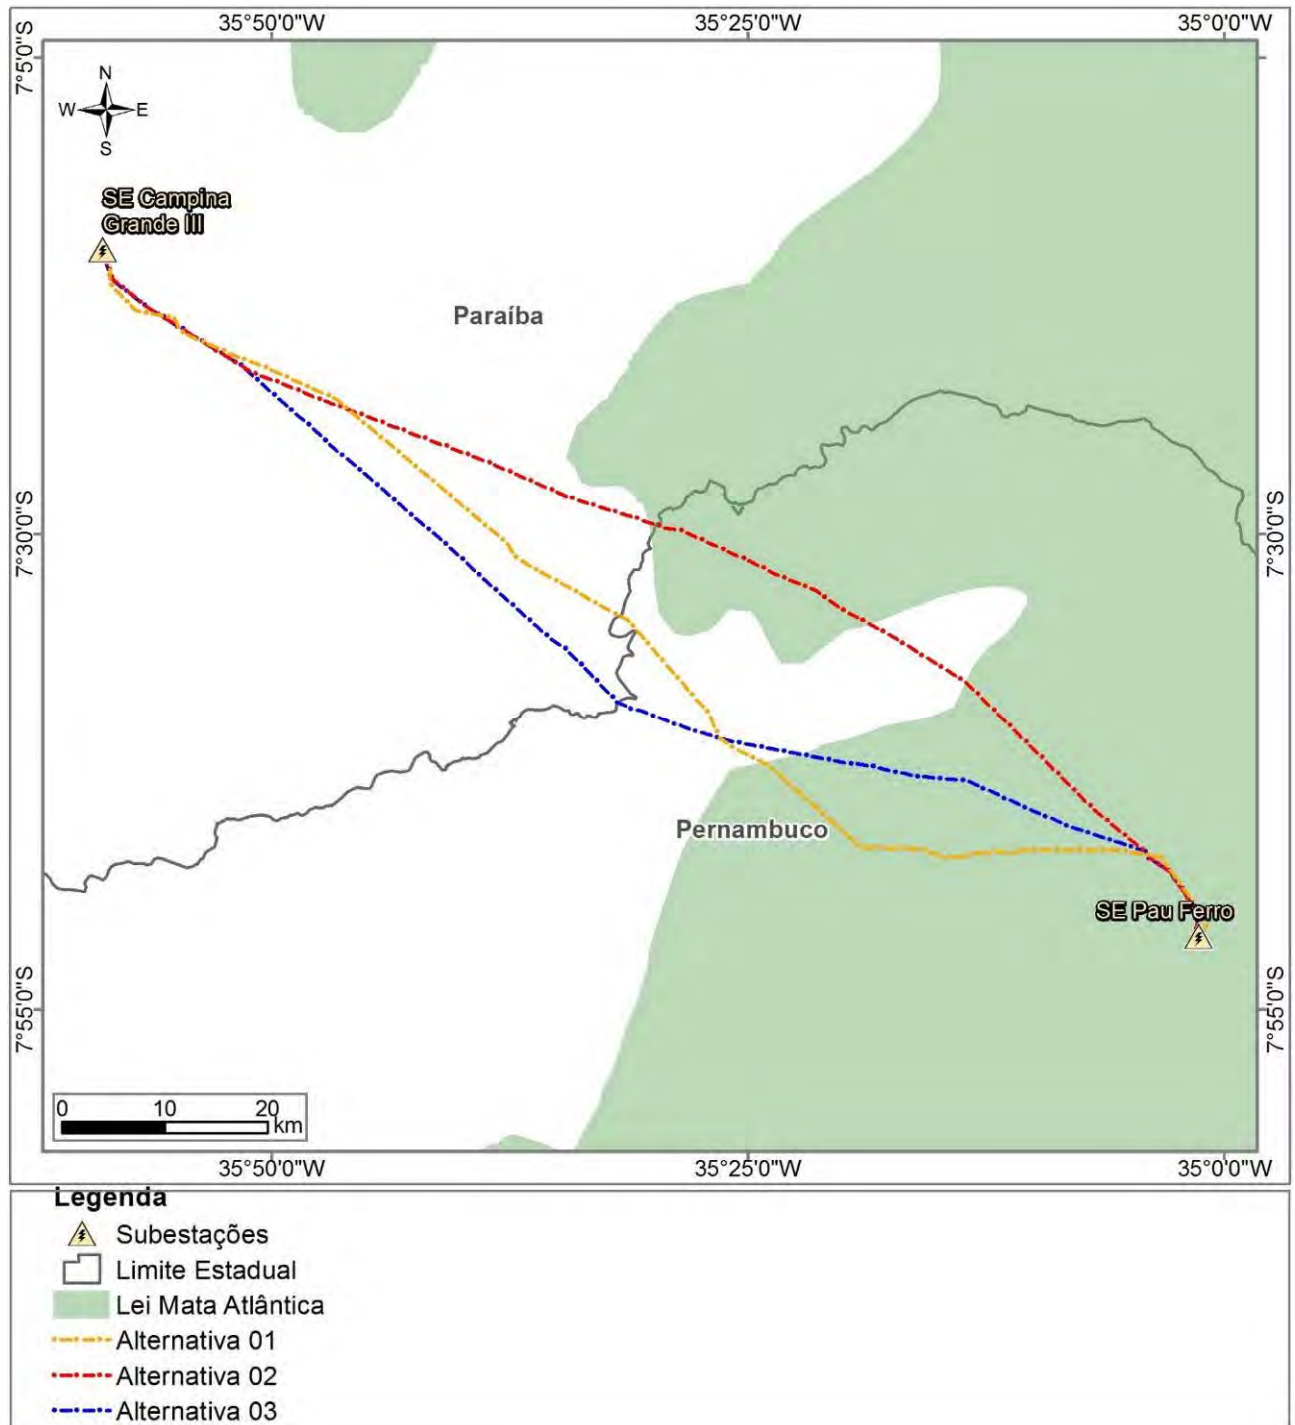 35°50'0"W
35°25'0"W
35°0'0"W
7°5'0"S
N
W
E
S
SE Campina
Grande III
Paraíba
7°30'0"S
7°30'0"S
Pernambuco
SE Pau Ferro
7°55'0"S
7°55'0"S
0 10 20
km
35°50'0"W
35°25'0"W
35°0'0"W
Legenda
Subestações
Limite Estadual
Lei Mata Atlântica
Alternativa 01
Alternativa 02
Alternativa 03